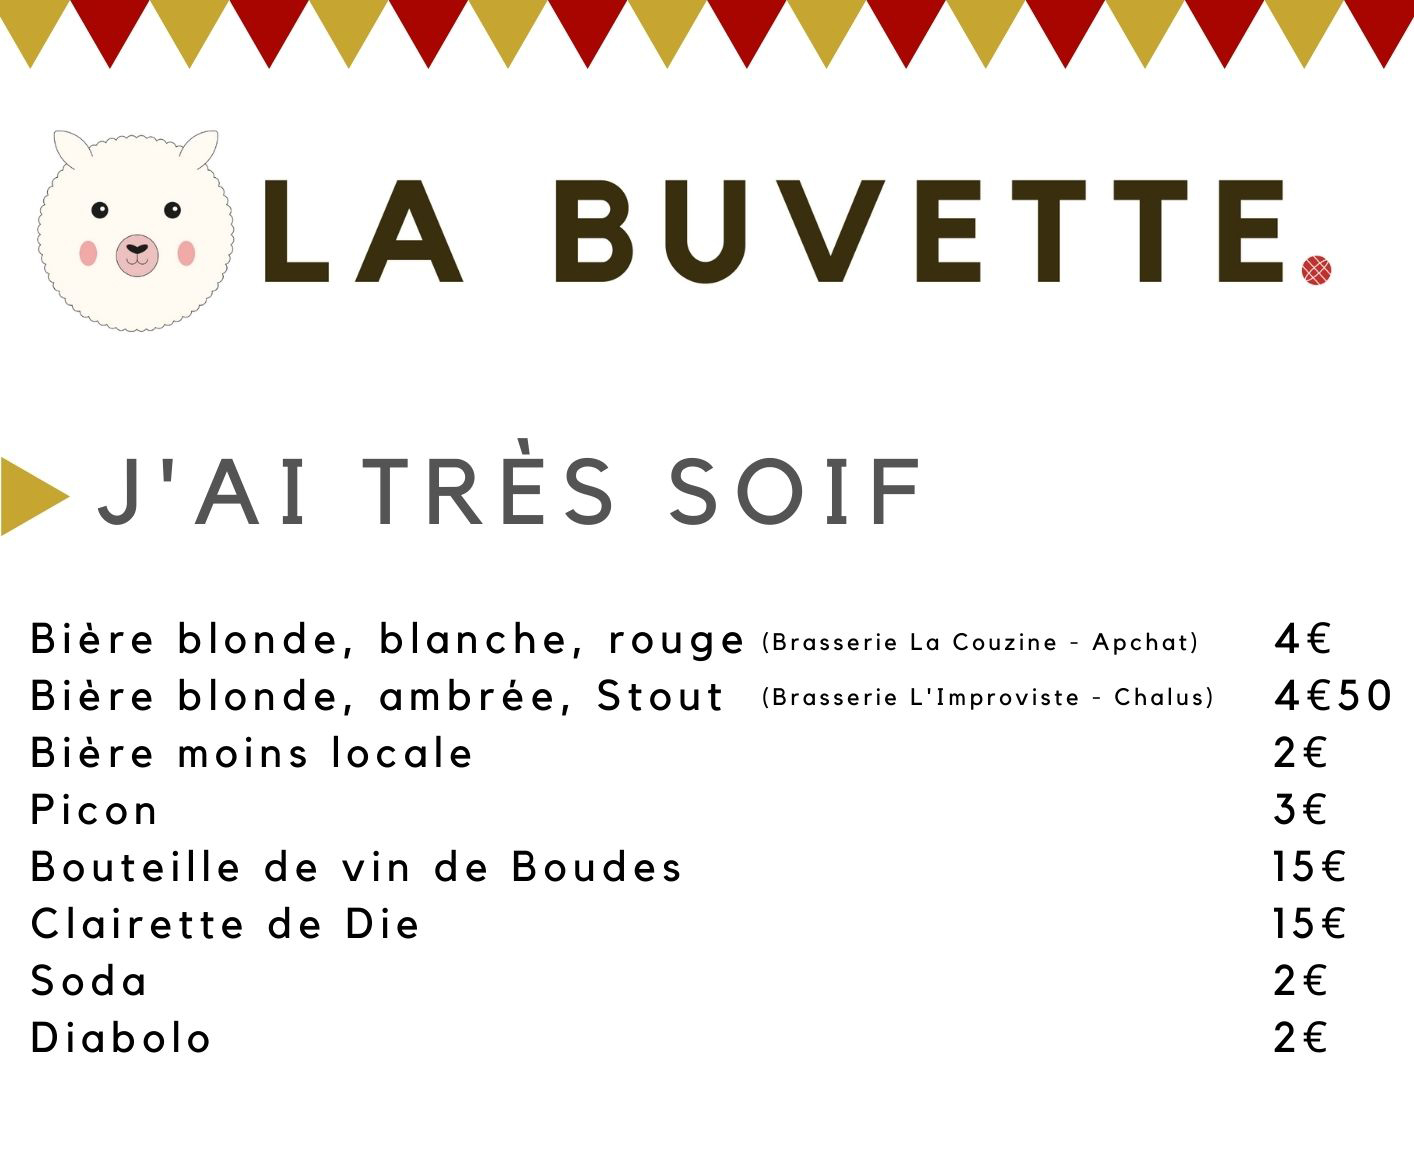 LA BUVETTE.
J'AI TRÈS SOIF
Bière blonde, blanche, rouge (Brasserie La Couzine - Apchat) 4€
Bière blonde, ambrée, Stout (Brasserie L'Improviste - Chalus) 4€50
Bière moins locale 2€
Picon 3€
Bouteille de vin de Boudes 15€
Clairette de Die 15€
Soda 2€
Diabolo 2€